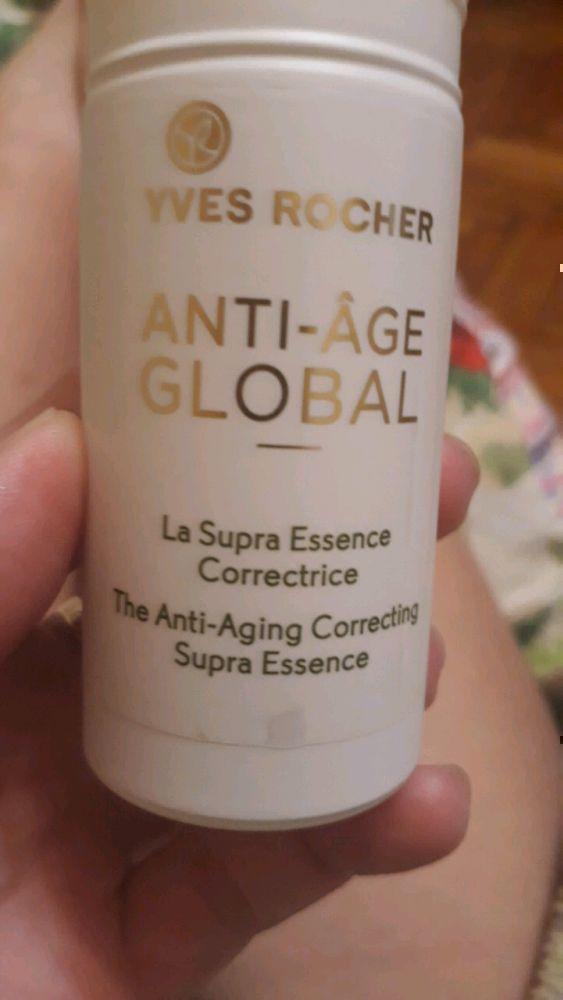 YVES ROCHER
ANTI-ÂGE
GLOBAL
La Supra Essence
Correctrice
The Anti-Aging Correcting
Supra Essence